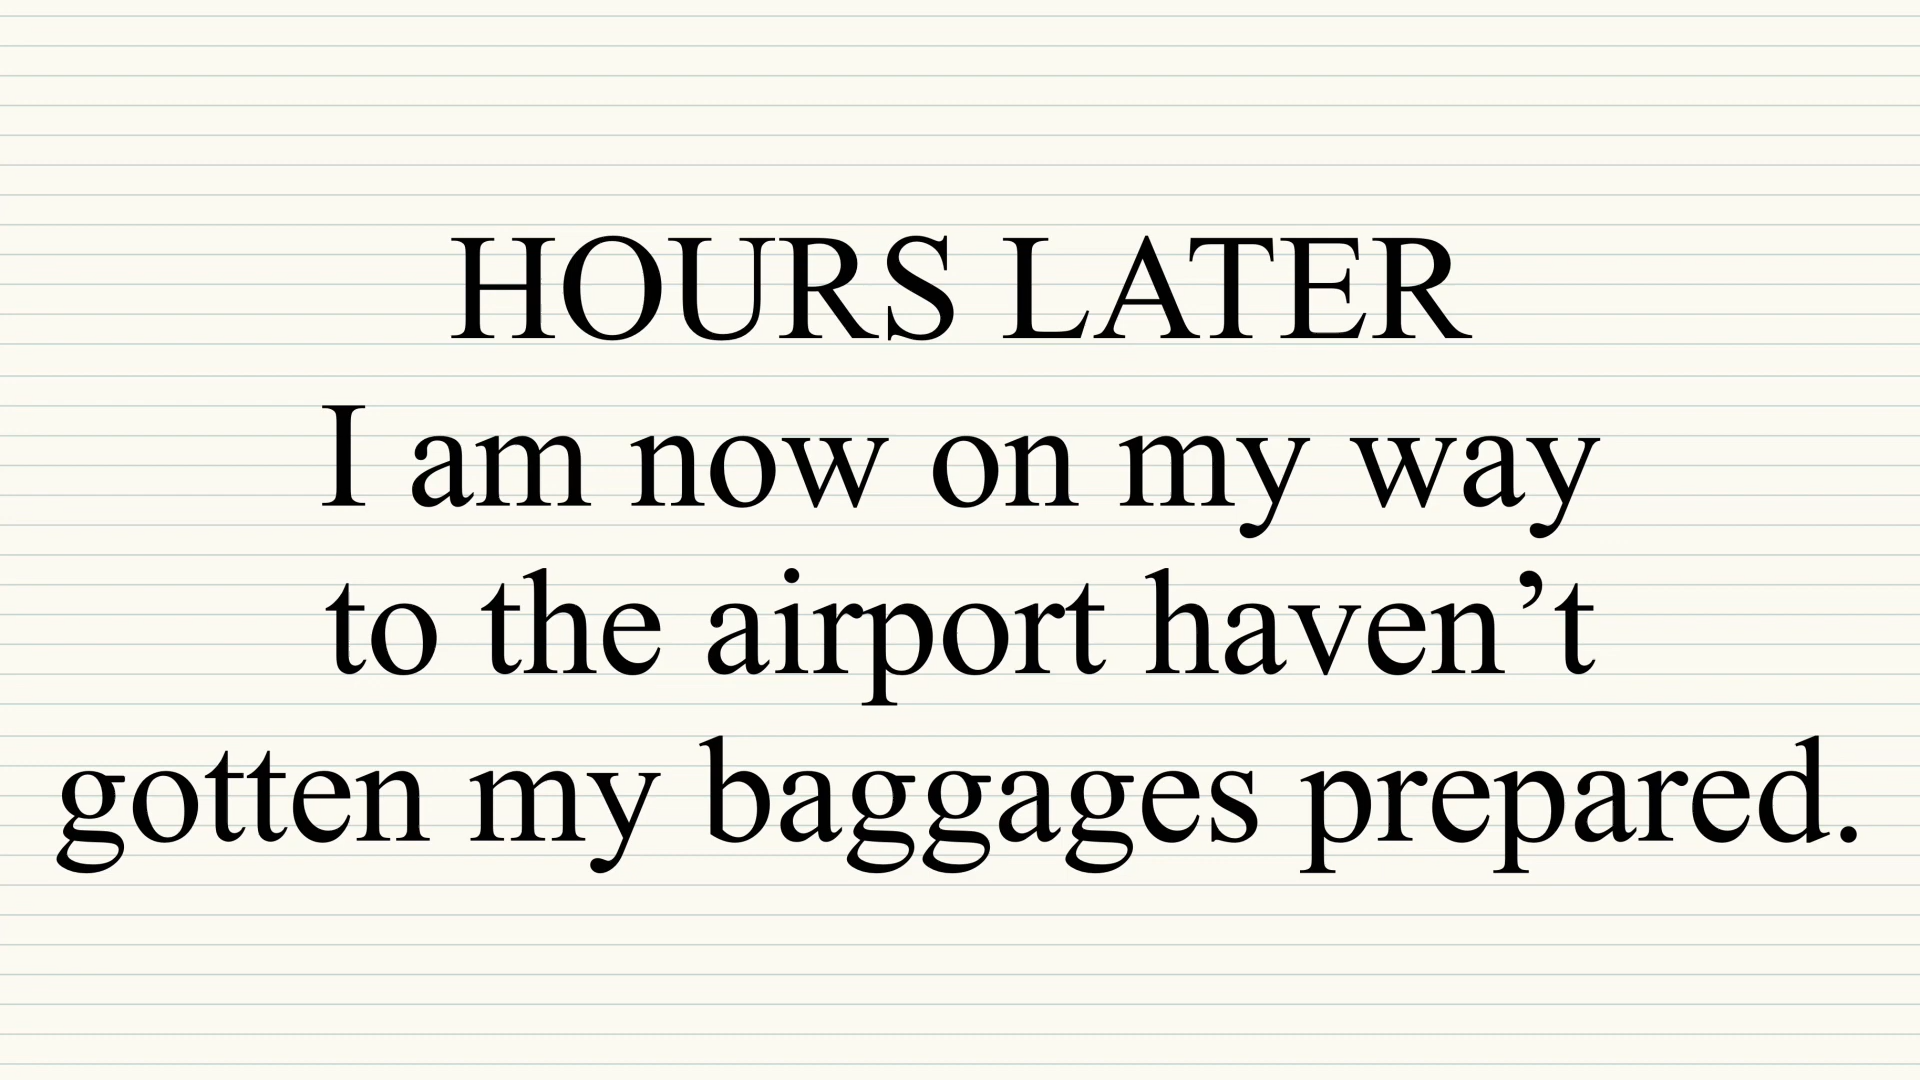 HOURS LATER
I am now on my way
to the airport haven’t
gotten my baggages prepared.